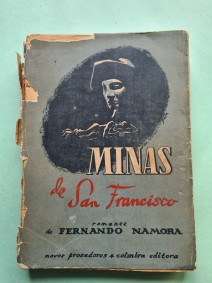 MINAS
de San Francisco
romance
de FERNANDO NAMORA
novos prosadores + coimbra editora